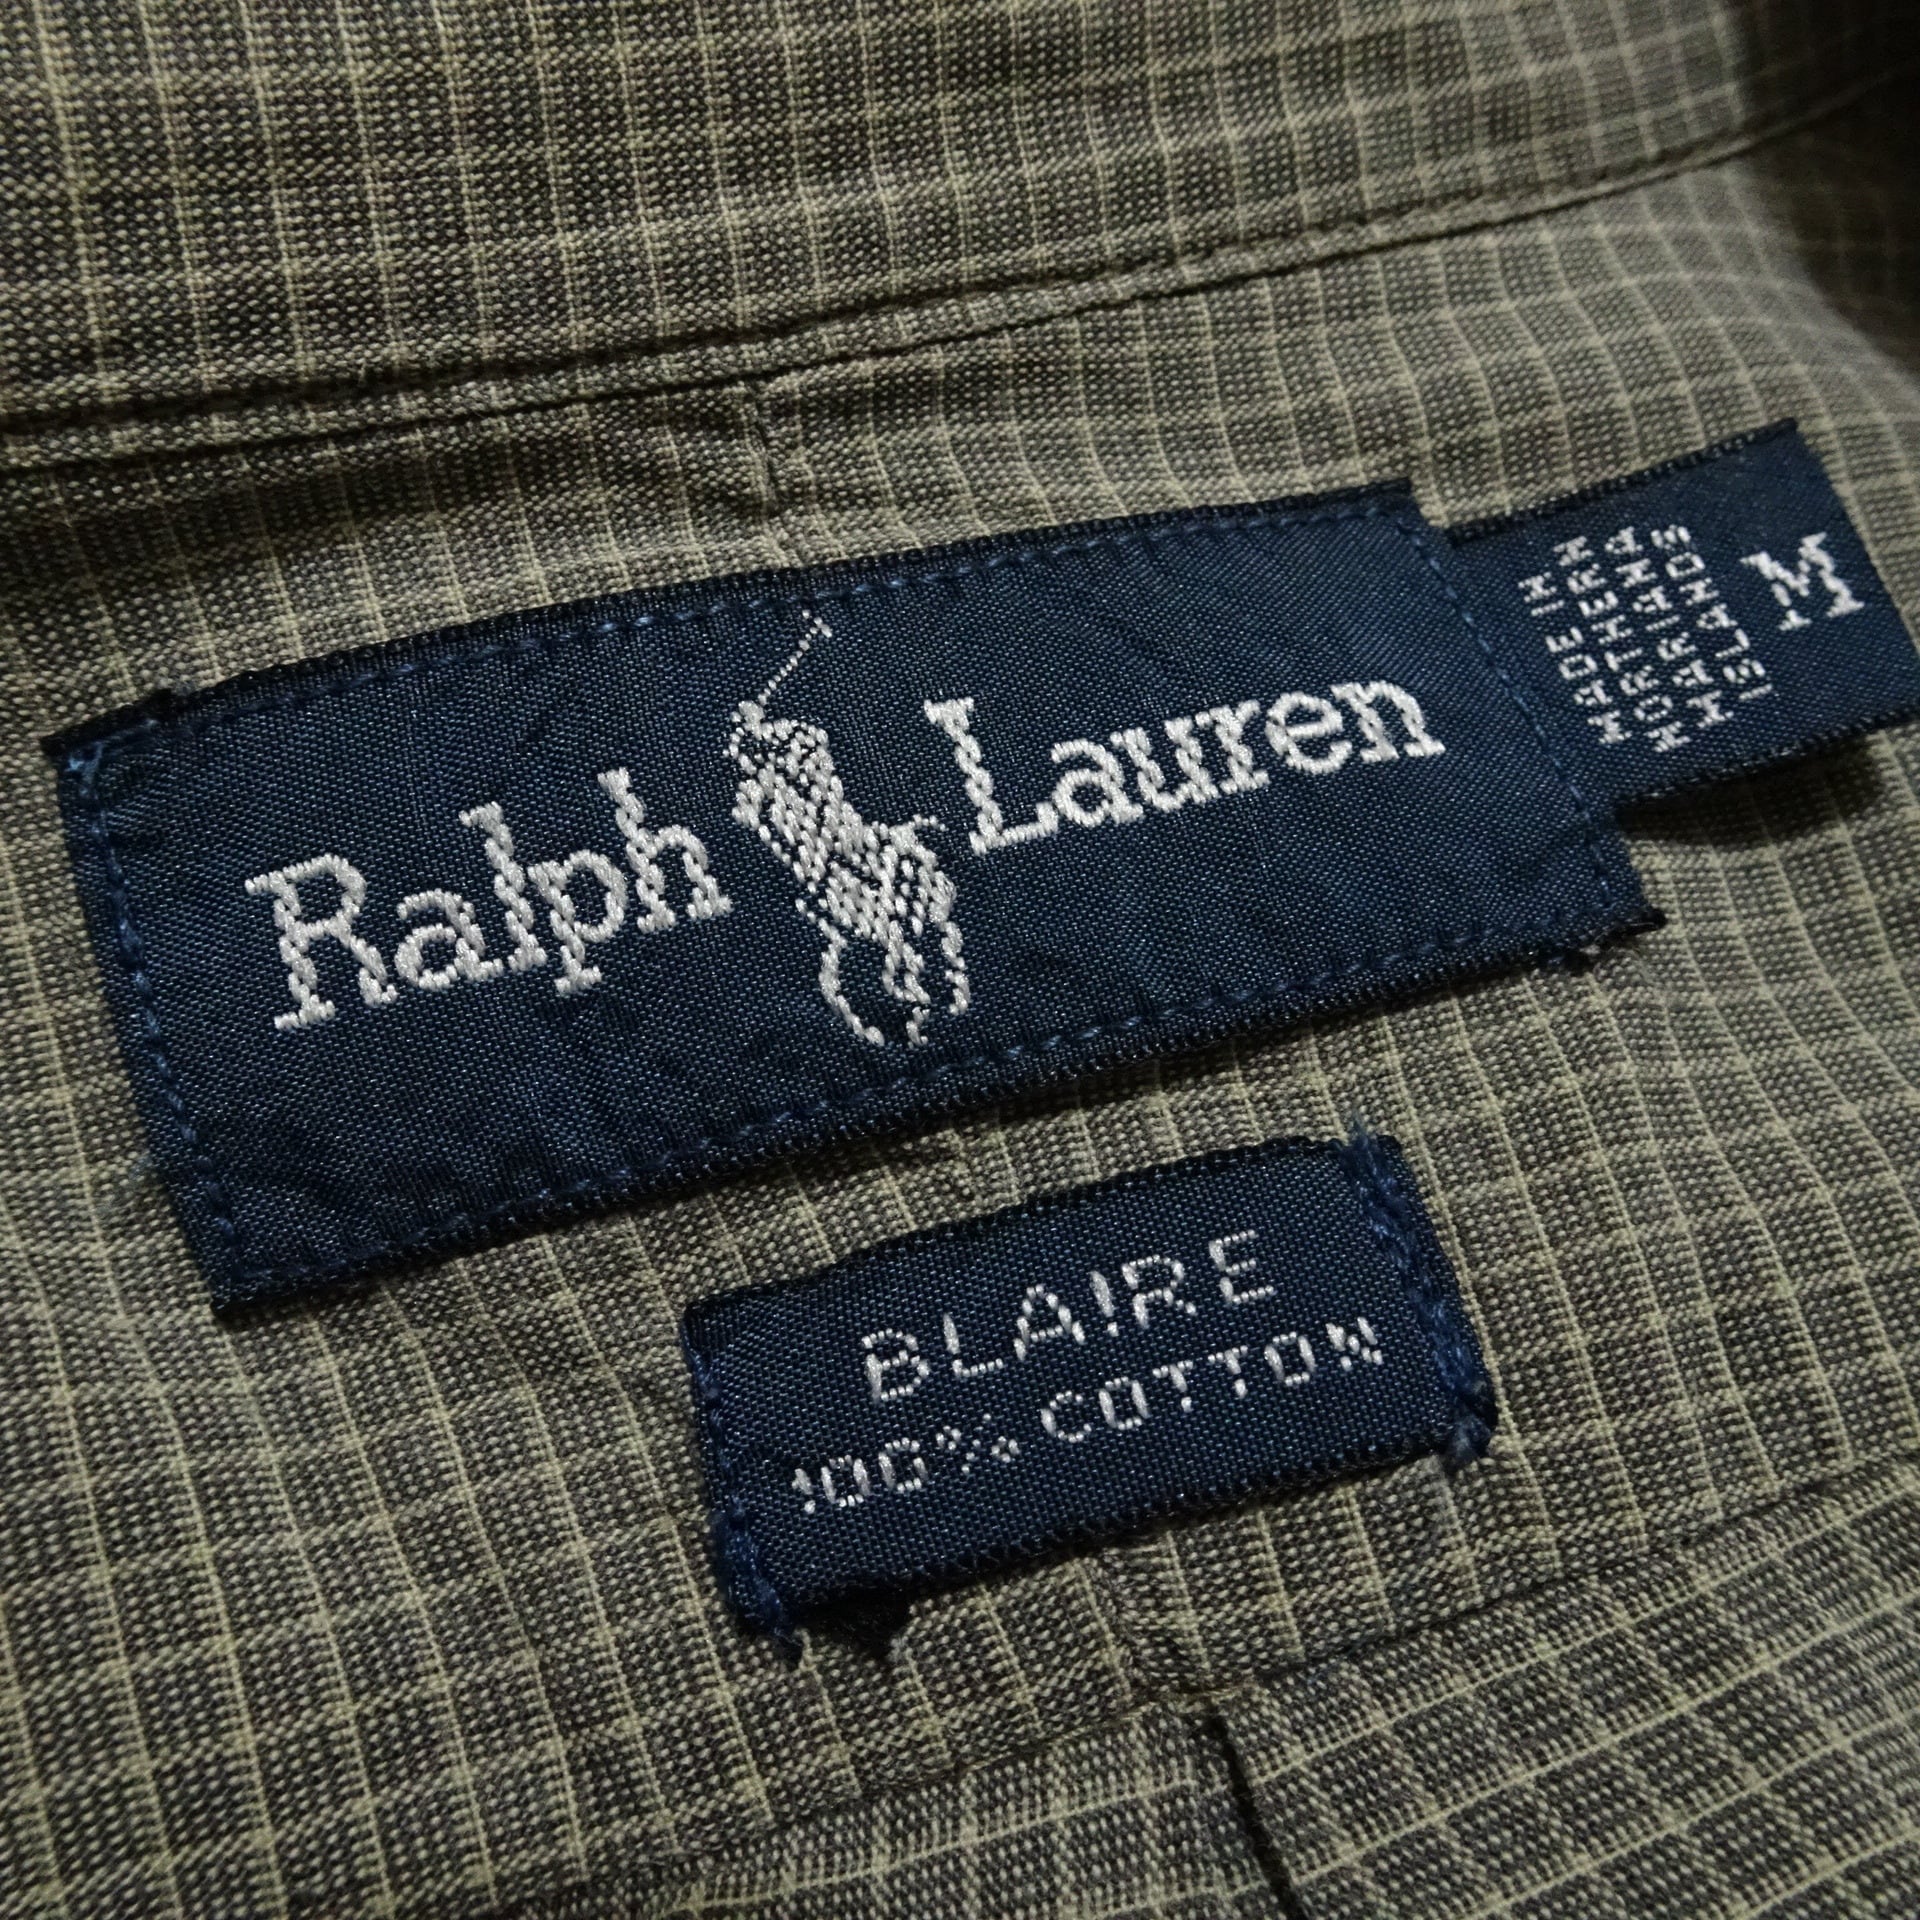 Ralph Lauren
MADE IN
NORTHERN
MARIANA
ISLANDS
M
BLAIRE
100% COTTON